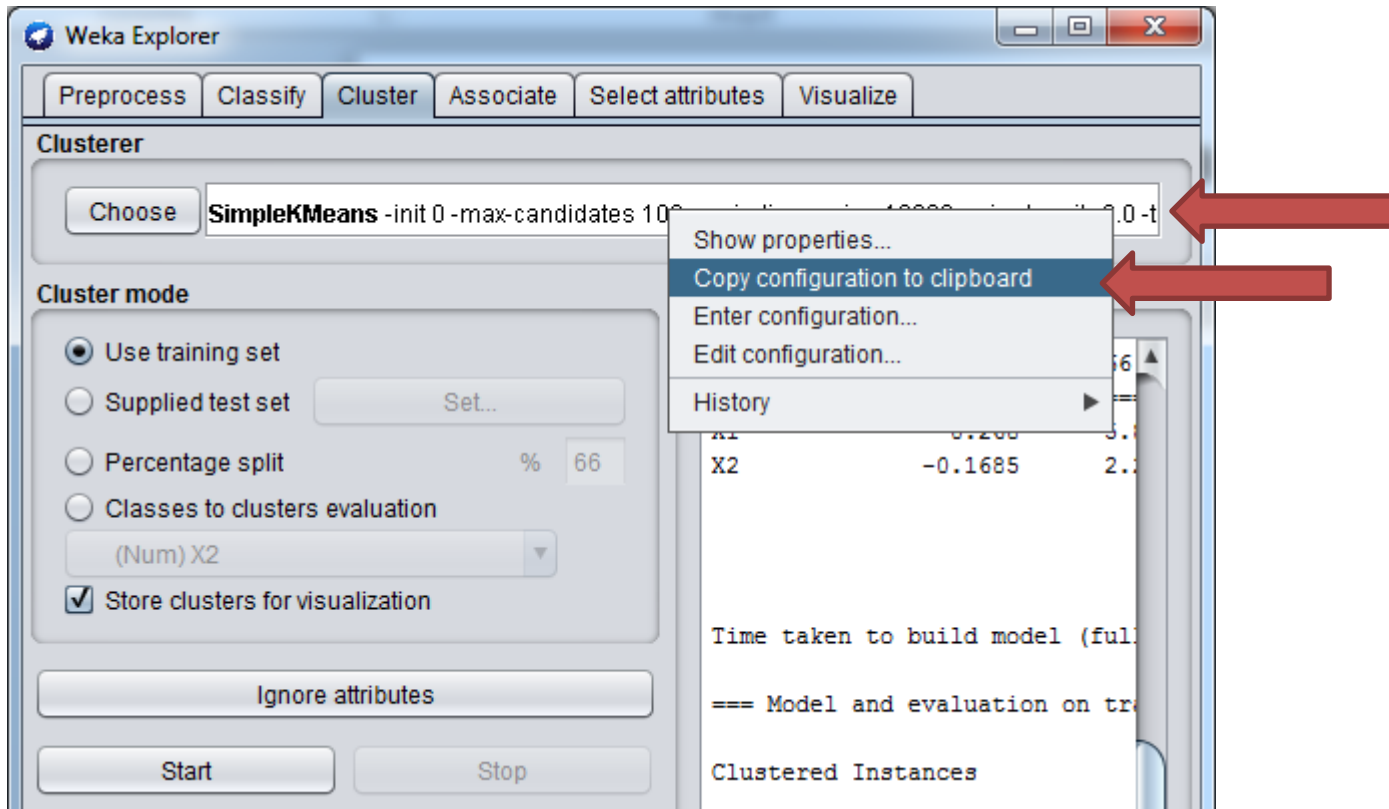 Weka Explorer
Preprocess Classify Cluster Associate Select attributes Visualize
Clusterer
Choose SimpleKMeans -init 0 -max-candidates 100 -t
Show properties...
Copy configuration to clipboard
Enter configuration...
Edit configuration...
History
Cluster mode
Use training set
Supplied test set Set...
Percentage split % 66
Classes to clusters evaluation
(Num) X2
Store clusters for visualization
Ignore attributes
Start Stop
X2 -0.1685
Time taken to build model (full
=== Model and evaluation on
Clustered Instances